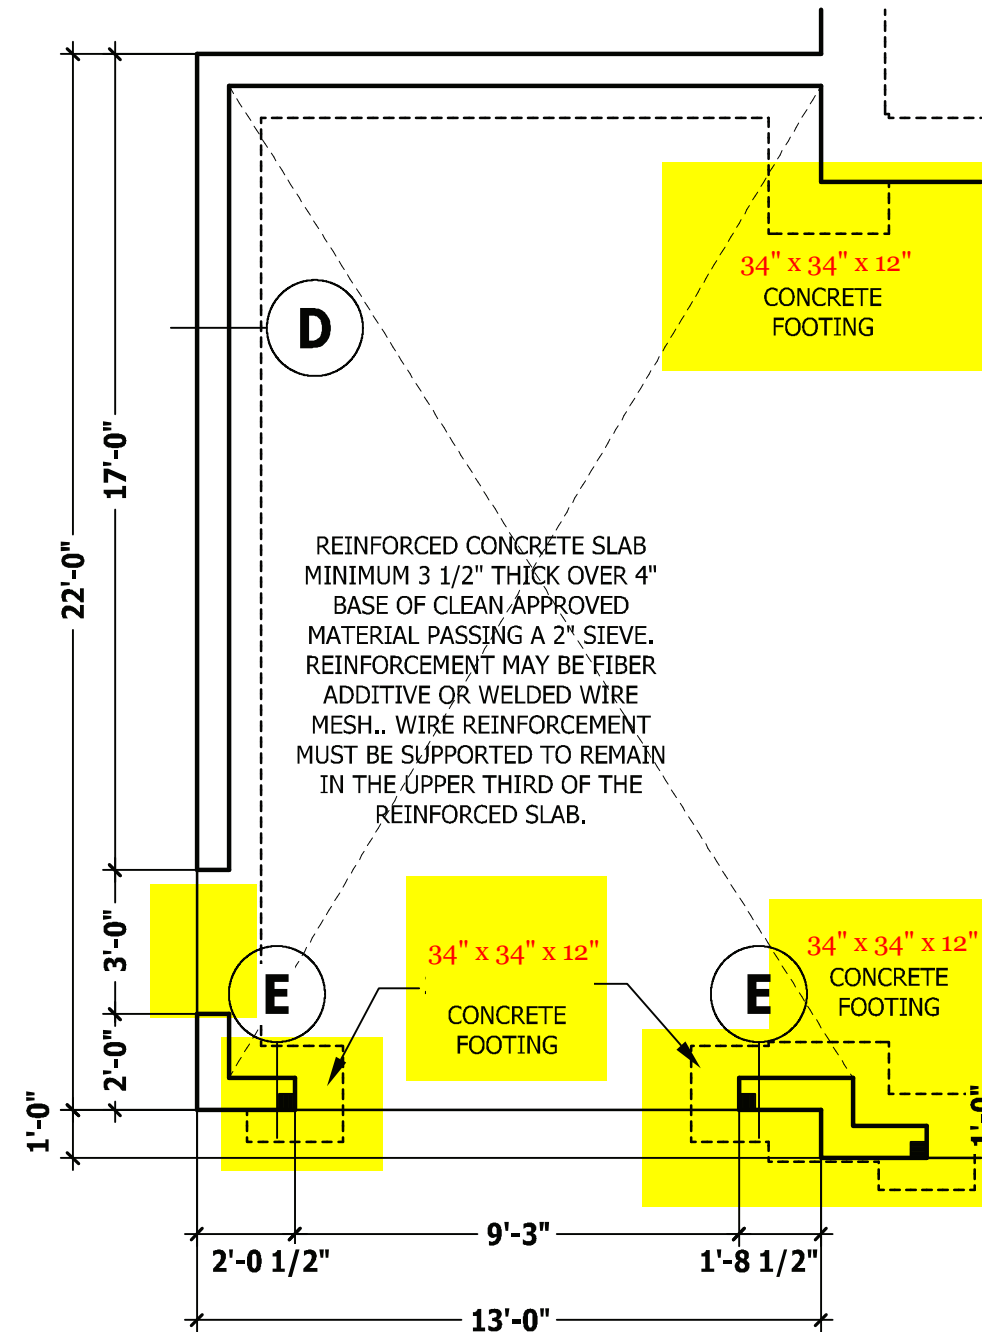 34" x 34" x 12"
CONCRETE
FOOTING
D
17'-0"
22'-0"
REINFORCED CONCRETE SLAB
MINIMUM 3 1/2" THICK OVER 4"
BASE OF CLEAN APPROVED
MATERIAL PASSING A 2" SIEVE.
REINFORCEMENT MAY BE FIBER
ADDITIVE OR WELDED WIRE
MESH.. WIRE REINFORCEMENT
MUST BE SUPPORTED TO REMAIN
IN THE UPPER THIRD OF THE
REINFORCED SLAB.
3'-0"
E
34" x 34" x 12"
CONCRETE
FOOTING
E
34" x 34" x 12"
CONCRETE
FOOTING
2'-0"
1'-0"
1'-0"
9'-3"
2'-0 1/2"
1'-8 1/2"
13'-0"